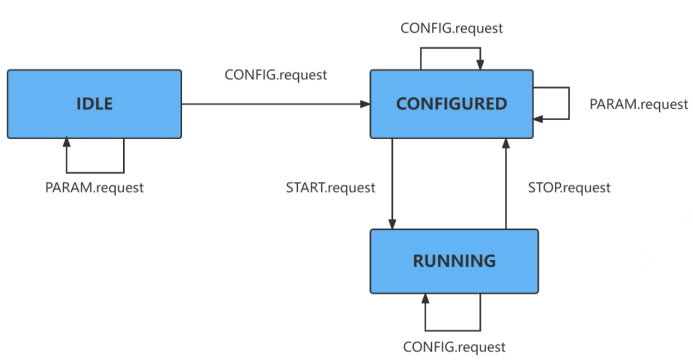 CONFIG.request
CONFIG.request
IDLE
CONFIGURED
PARAM.request
PARAM.request
START.request
STOP.request
RUNNING
CONFIG.request